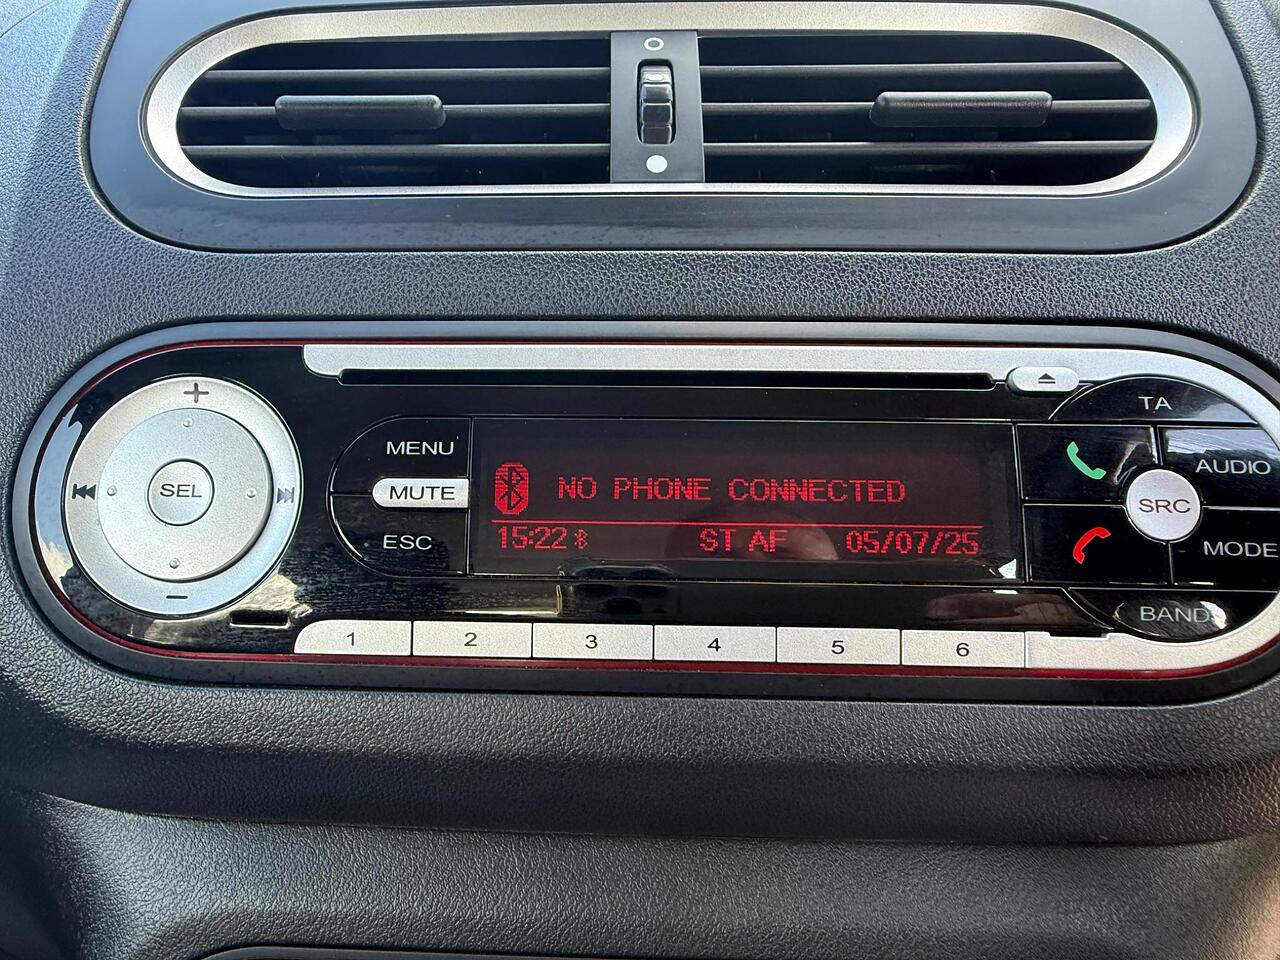 TA
MENU
NO PHONE CONNECTED
AUDIO
SEL
MUTE
SRC
15:22 ST AF 05/07/25
ESC
MODE
BAND
1 2 3 4 5 6